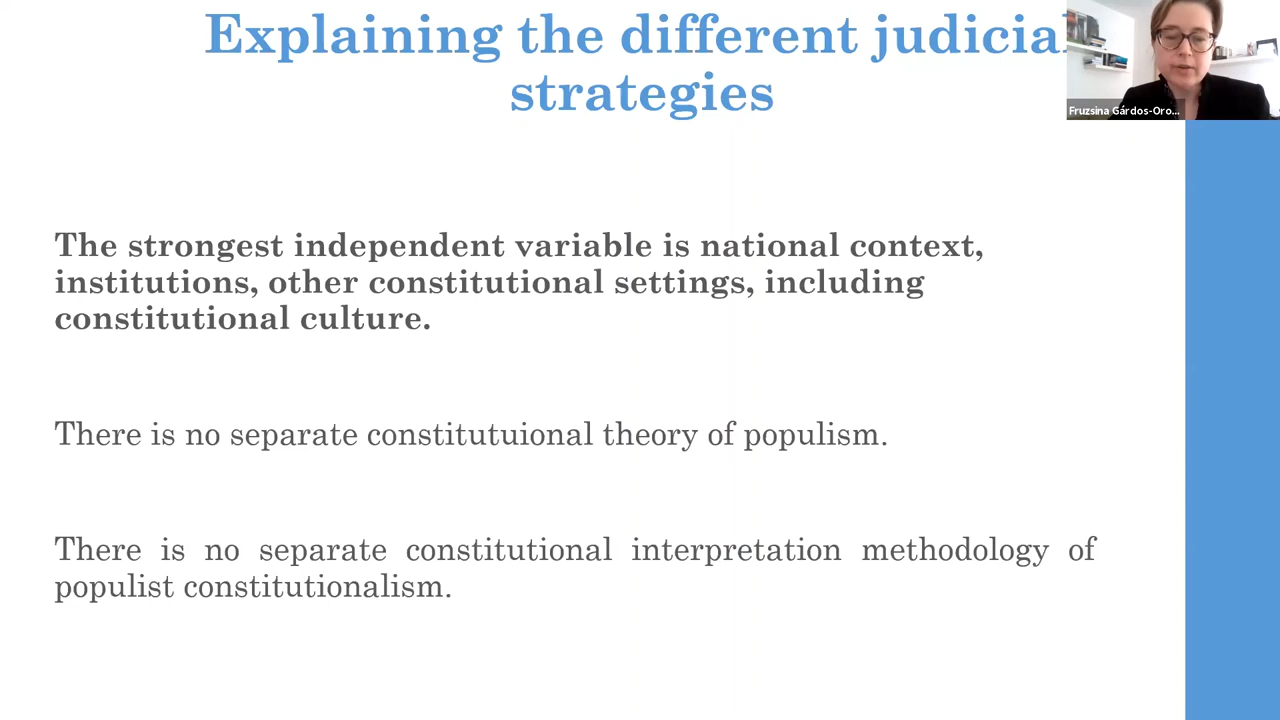 Explaining the different judicial
strategies
Fruzsina Gárdos-Oro...
The strongest independent variable is national context,
institutions, other constitutional settings, including
constitutional culture.
There is no separate constitutuional theory of populism.
There is no separate constitutional interpretation methodology of
populist constitutionalism.